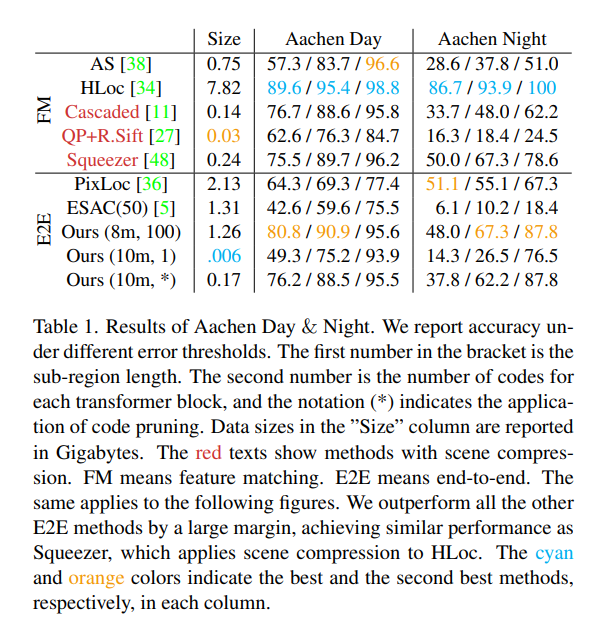 Size Aachen Day Aachen Night
FM
AS [38] 0.75 57.3 / 83.7 / 96.6 28.6 / 37.8 / 51.0
HLoc [34] 7.82 89.6 / 95.4 / 98.8 86.7 / 93.9 / 100
Cascaded [11] 0.14 76.7 / 88.6 / 95.8 33.7 / 48.0 / 62.2
QP+R.Sift [27] 0.03 62.6 / 76.3 / 84.7 16.3 / 18.4 / 24.5
Squeezer [48] 0.24 75.5 / 89.7 / 96.2 50.0 / 67.3 / 78.6
E2E
PixLoc [36] 2.13 64.3 / 69.3 / 77.4 51.1 / 55.1 / 67.3
ESAC(50) [5] 1.31 42.6 / 59.6 / 75.5 6.1 / 10.2 / 18.4
Ours (8m, 100) 1.26 80.8 / 90.9 / 95.6 48.0 / 67.3 / 87.8
Ours (10m, 1) .006 49.3 / 75.2 / 93.9 14.3 / 26.5 / 76.5
Ours (10m, *) 0.17 76.2 / 88.5 / 95.5 37.8 / 62.2 / 87.8
Table 1. Results of Aachen Day & Night. We report accuracy un-
der different error thresholds. The first number in the bracket is the
sub-region length. The second number is the number of codes for
each transformer block, and the notation (*) indicates the applica-
tion of code pruning. Data sizes in the ”Size” column are reported
in Gigabytes. The red texts show methods with scene compres-
sion. FM means feature matching. E2E means end-to-end. The
same applies to the following figures. We outperform all the other
E2E methods by a large margin, achieving similar performance as
Squeezer, which applies scene compression to HLoc. The cyan
and orange colors indicate the best and the second best methods,
respectively, in each column.